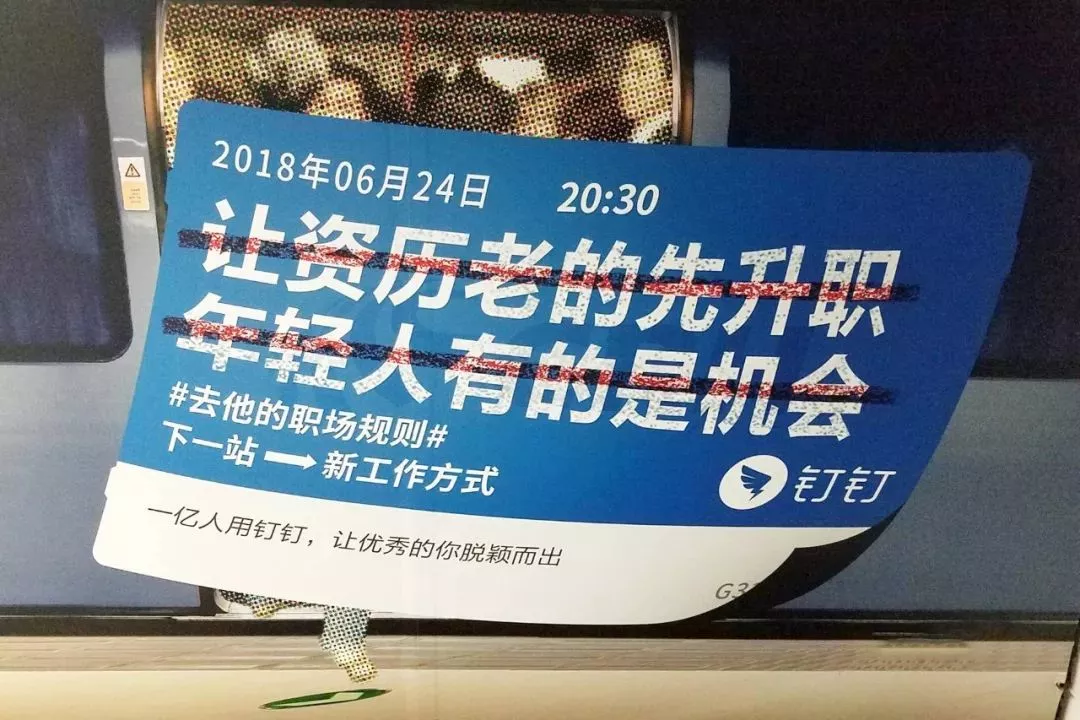 2018年06月24日 20:30
让资历老的先升职
年轻人有的是机会
#去他的职场规则#
下一站 → 新工作方式
钉钉
一亿人用钉钉，让优秀的你脱颖而出
G3